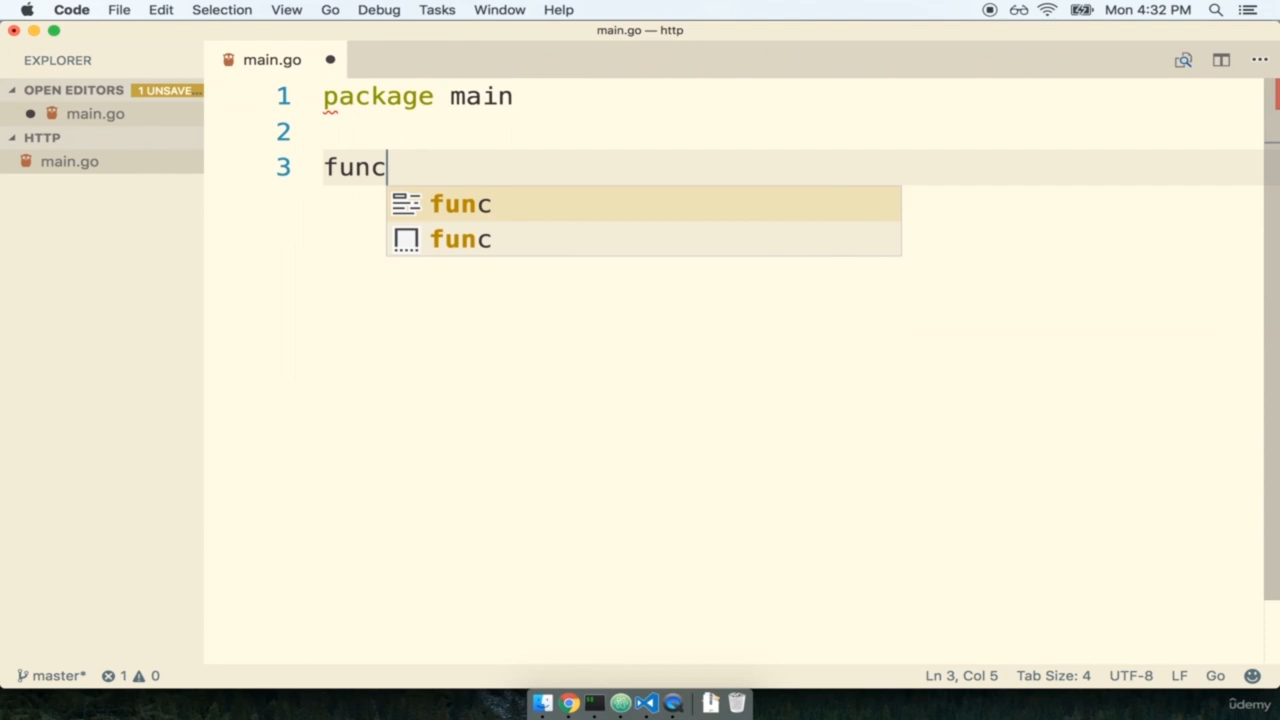 Code File Edit Selection View Go Debug Tasks Window Help Mon 4:32 PM
main.go — http
EXPLORER
main.go
OPEN EDITORS 1 UNSAVE...
main.go
HTTP
main.go
1 package main
2
3 func
func
func
master* 1 0 Ln 3, Col 5 Tab Size: 4 UTF-8 LF Go
ûdemy